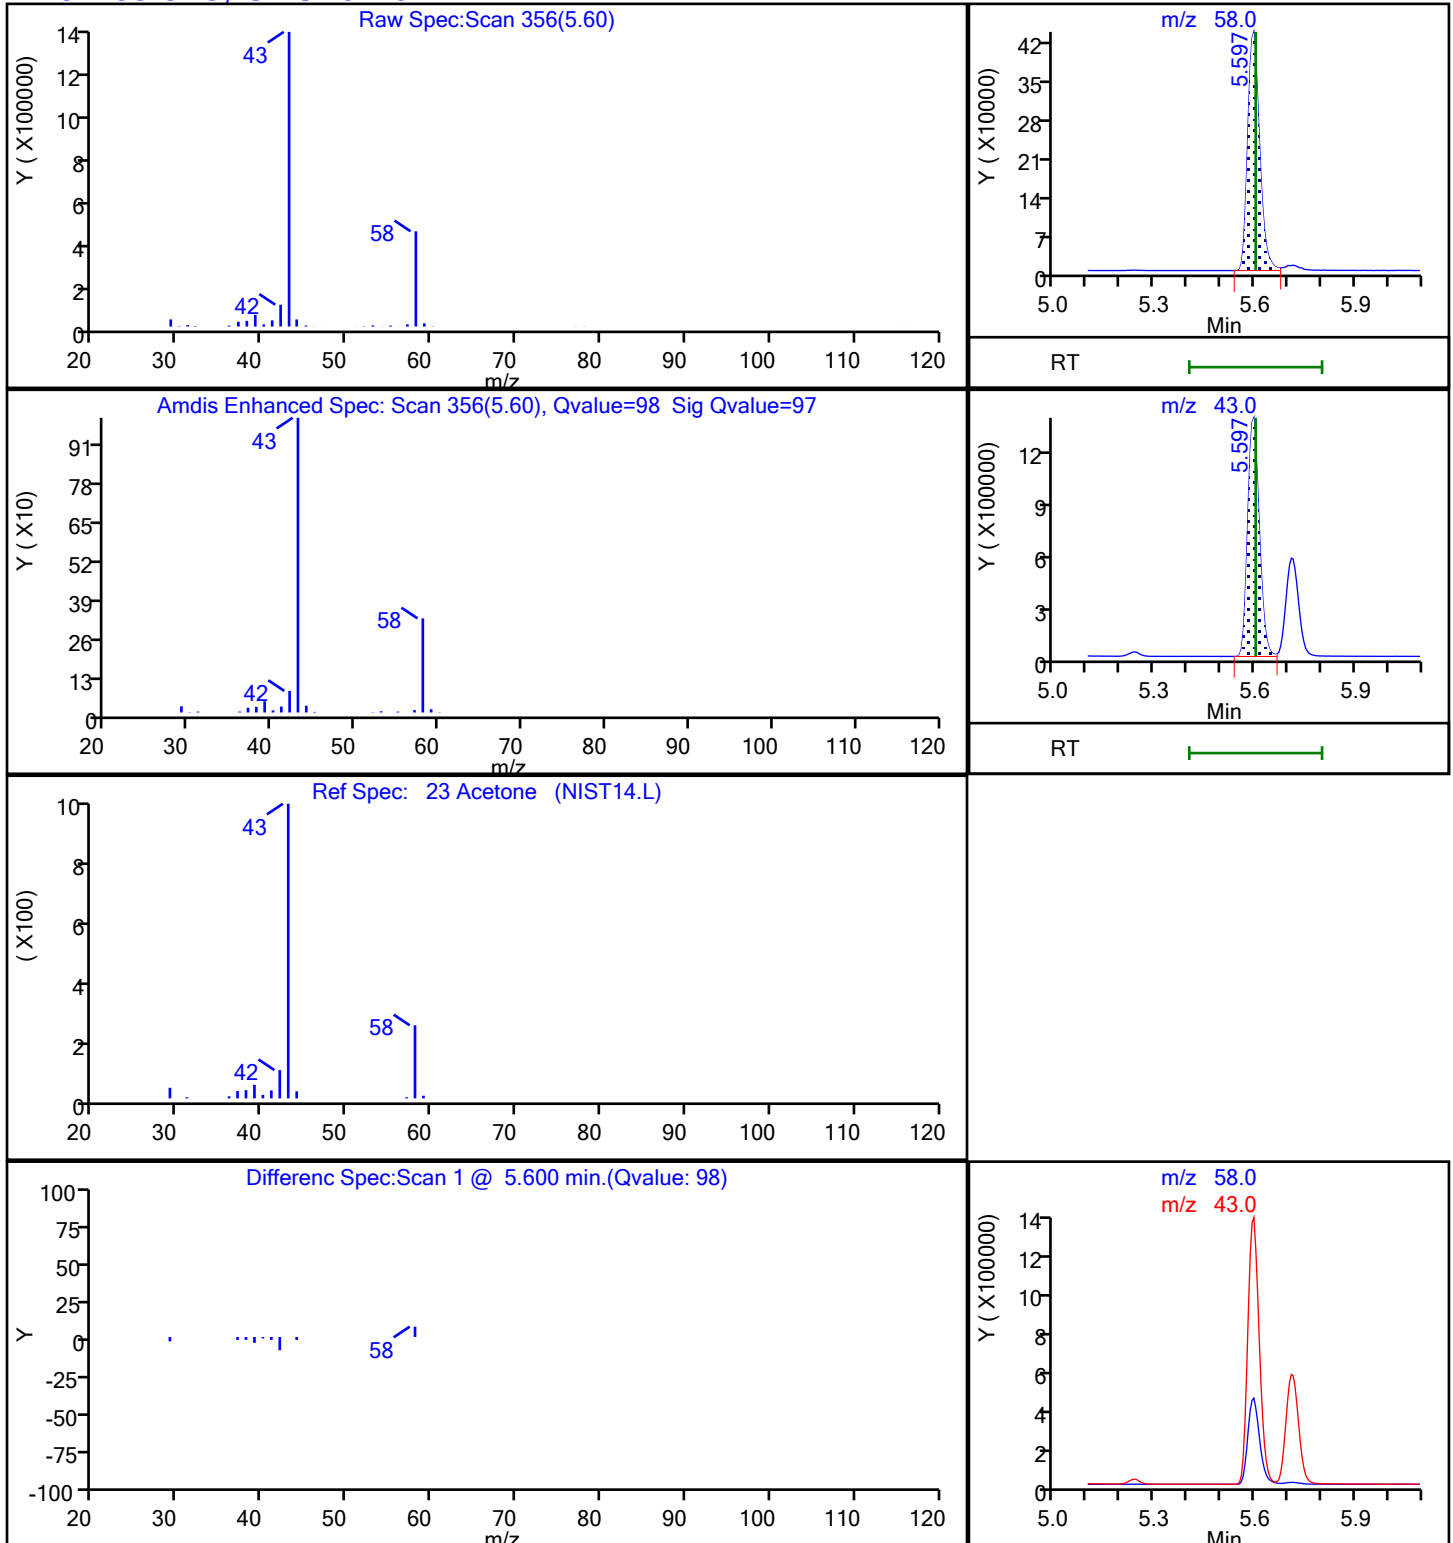 Raw Spec:Scan 356(5.60)
Y ( X100000)
14
12
10
8
6
4
2
0
43
58
42
20 30 40 50 60 70 80 90 100 110 120
m/z
m/z 58.0
Y ( X10000)
42
35
28
21
14
7
0
5.597
5.0 5.3 5.6 5.9
Min
RT
Amdis Enhanced Spec: Scan 356(5.60), Qvalue=98 Sig Qvalue=97
Y ( X10)
91
78
65
52
39
26
13
0
43
58
42
20 30 40 50 60 70 80 90 100 110 120
m/z
m/z 43.0
Y ( X100000)
12
9
6
3
0
5.597
5.0 5.3 5.6 5.9
Min
RT
Ref Spec: 23 Acetone (NIST14.L)
( X100)
10
8
6
4
2
0
43
58
42
20 30 40 50 60 70 80 90 100 110 120
Differenc Spec:Scan 1 @ 5.600 min.(Qvalue: 98)
Y
100
75
50
25
0
-25
-50
-75
-100
58
20 30 40 50 60 70 80 90 100 110 120
m/z
m/z 58.0
m/z 43.0
Y ( X100000)
14
12
10
8
6
4
2
0
5.0 5.3 5.6 5.9
Min